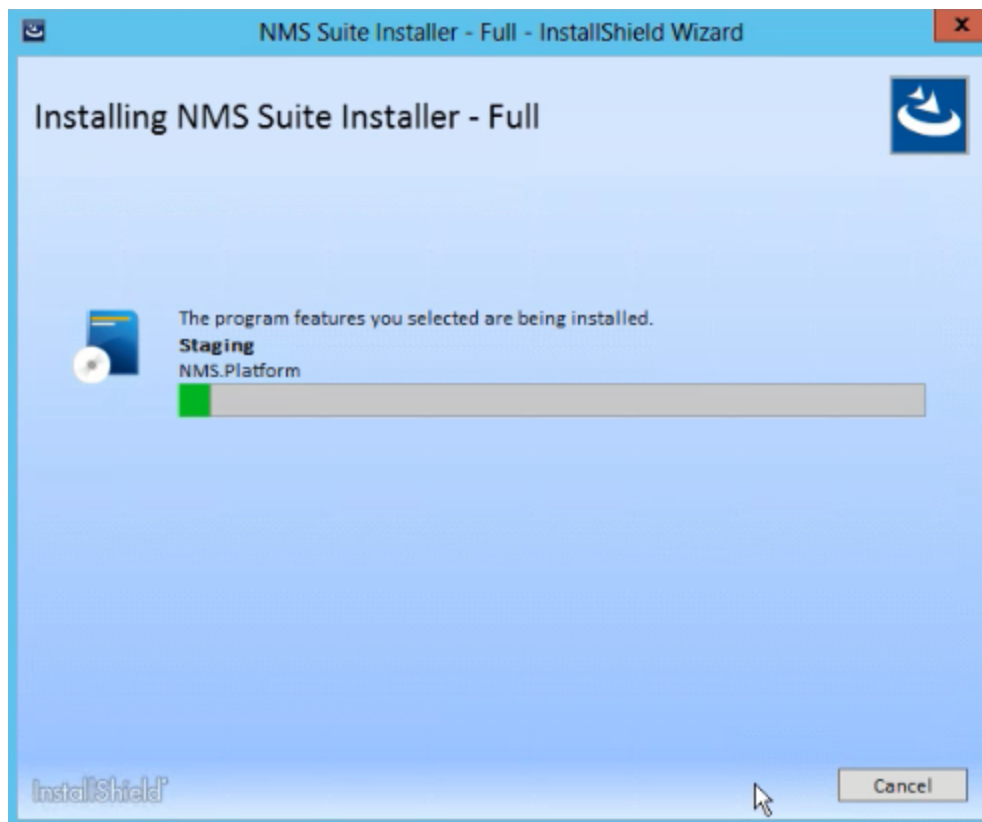 NMS Suite Installer - Full - InstallShield Wizard
Installing NMS Suite Installer - Full
The program features you selected are being installed.
Staging
NMS.Platform
InstallShield
Cancel